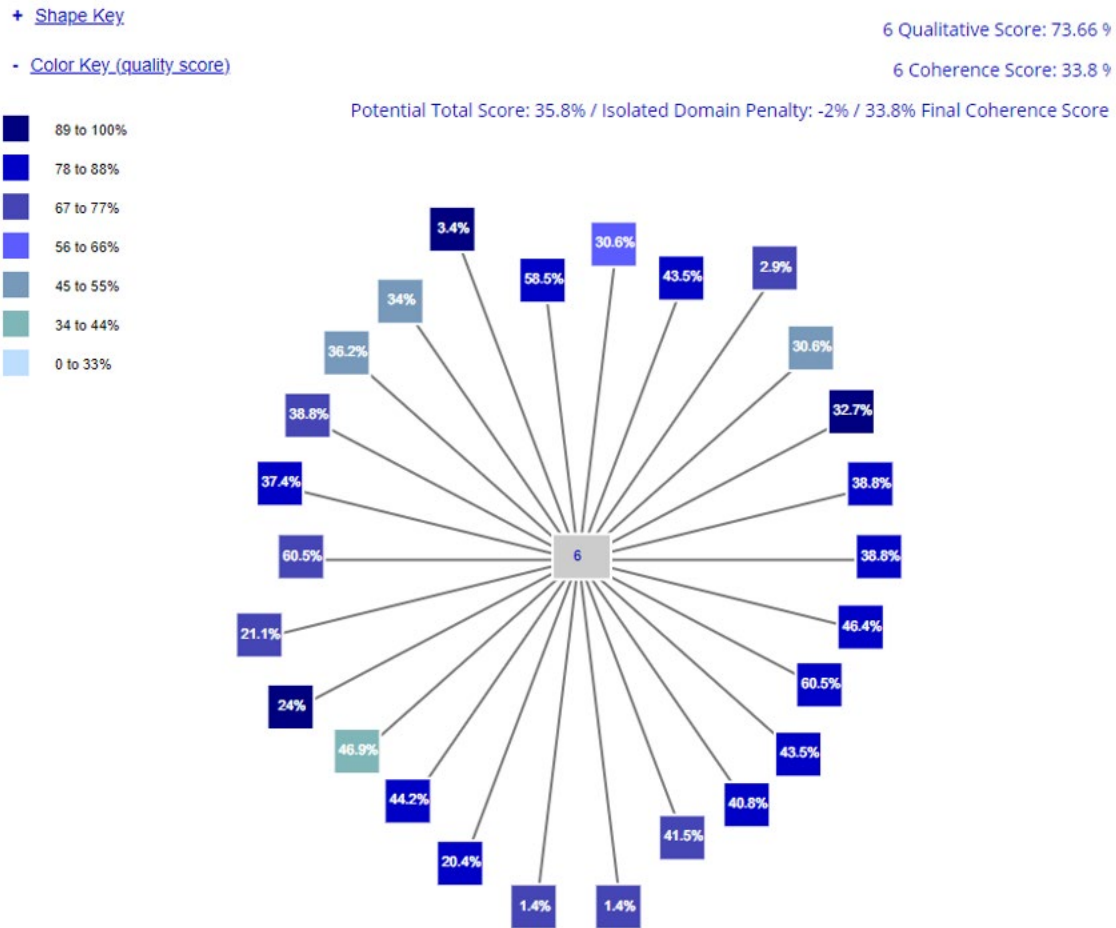 + Shape Key
6 Qualitative Score: 73.66 %
- Color Key (quality score)
6 Coherence Score: 33.8 %
Potential Total Score: 35.8% / Isolated Domain Penalty: -2% / 33.8% Final Coherence Score
89 to 100%
78 to 88%
67 to 77%
56 to 66%
45 to 55%
34 to 44%
0 to 33%
3.4%
30.6%
58.5%
43.5%
2.9%
34%
36.2%
30.6%
38.8%
32.7%
37.4%
38.8%
60.5%
6
38.8%
21.1%
46.4%
24%
60.5%
46.9%
43.5%
44.2%
40.8%
20.4%
41.5%
1.4%
1.4%